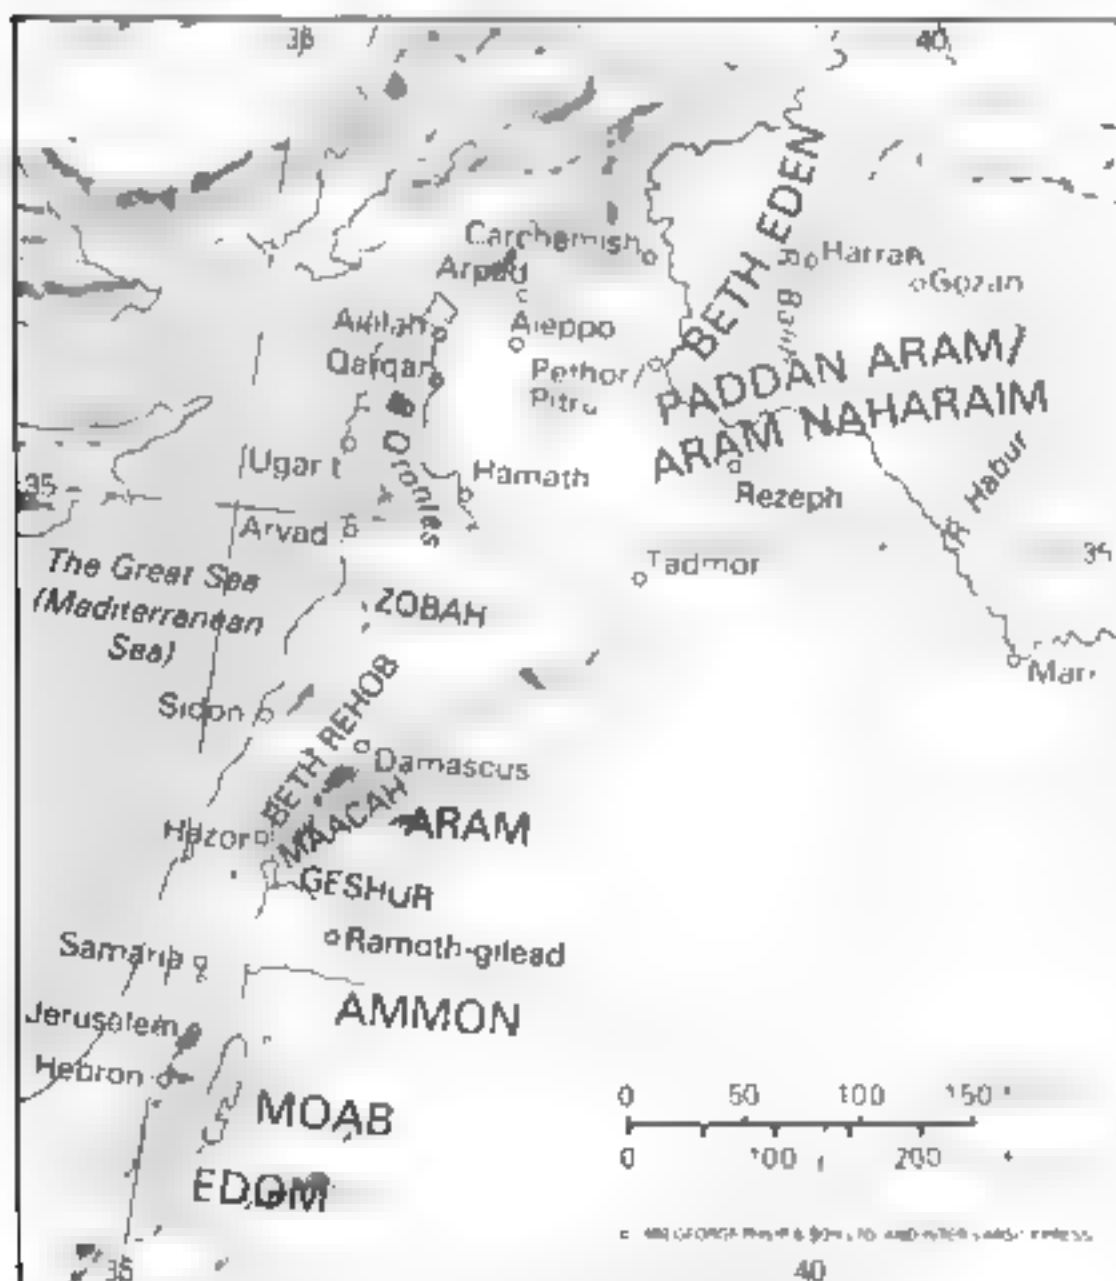 35
40
BETH EDEN
Carchemish
Harran
Arpad
Gozan
R Balih
Aleppo
Qarqar
Pethor/
Pitru
PADDAN ARAM/
ARAM NAHARAIM
R Orontes
Hamath
R Habur
Rezeph
35
Arvad
35
The Great Sea
(Mediterranean
Sea)
Tadmor
ZOBAH
Mari
Sidon
BETH REHOB
Damascus
MAACAH
ARAM
Hazor
GESHUR
Ramoth-gilead
Samaria
AMMON
Jerusalem
Hebron
MOAB
0 50 100 150
0 100 200
EDOM
35
40